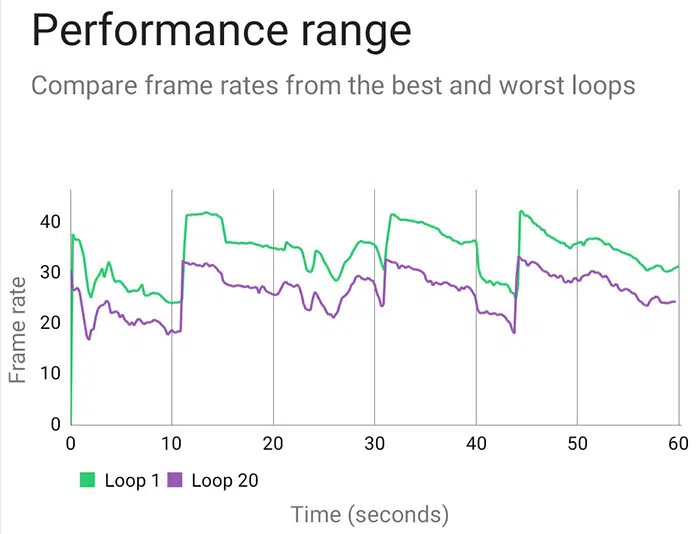 Performance range
Compare frame rates from the best and worst loops
Frame rate
40
30
20
10
0
0 10 20 30 40 50 60
Loop 1 Loop 20
Time (seconds)